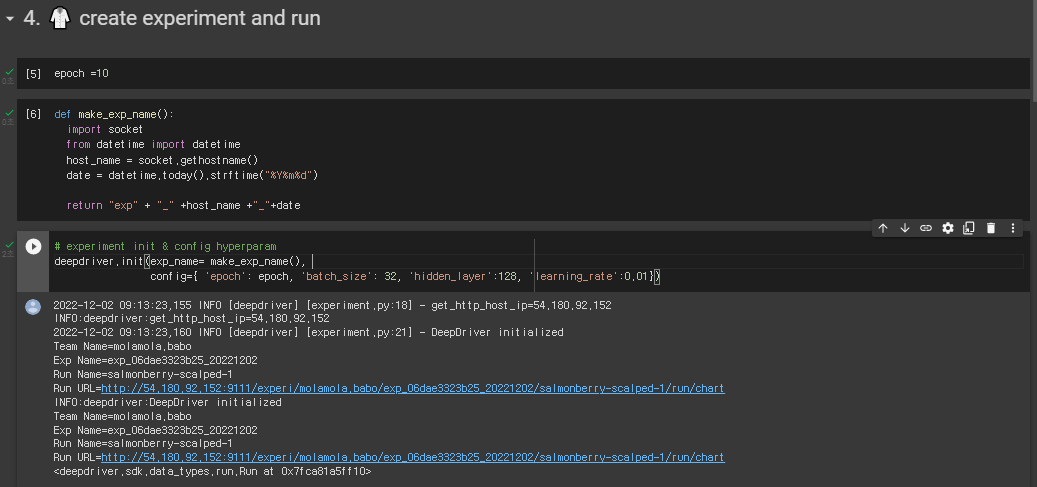 4. create experiment and run
[5] epoch =10
[6] def make_exp_name():
import socket
from datetime import datetime
host_name = socket.gethostname()
date = datetime.today().strftime("%Y%m%d")
return "exp" + "_" +host_name +"_"+date
# experiment init & config hyperparam
deepdriver.init(exp_name= make_exp_name(),
config={ 'epoch': epoch, 'batch_size': 32, 'hidden_layer':128, 'learning_rate':0.01})
2022-12-02 09:13:23,155 INFO [deepdriver] [experiment.py:18] - get_http_host_ip=54.180.92.152
INFO:deepdriver:get_http_host_ip=54.180.92.152
2022-12-02 09:13:23,160 INFO [deepdriver] [experiment.py:21] - DeepDriver initialized
Team Name=molamola.babo
Exp Name=exp_06dae3323b25_20221202
Run Name=salmonberry-scalped-1
Run URL=http://54.180.92.152:9111/experi/molamola.babo/exp_06dae3323b25_20221202/salmonberry-scalped-1/run/chart
INFO:deepdriver:DeepDriver initialized
Team Name=molamola.babo
Exp Name=exp_06dae3323b25_20221202
Run Name=salmonberry-scalped-1
Run URL=http://54.180.92.152:9111/experi/molamola.babo/exp_06dae3323b25_20221202/salmonberry-scalped-1/run/chart
<deepdriver.sdk.data_types.run.Run at 0x7fca81a5ff10>